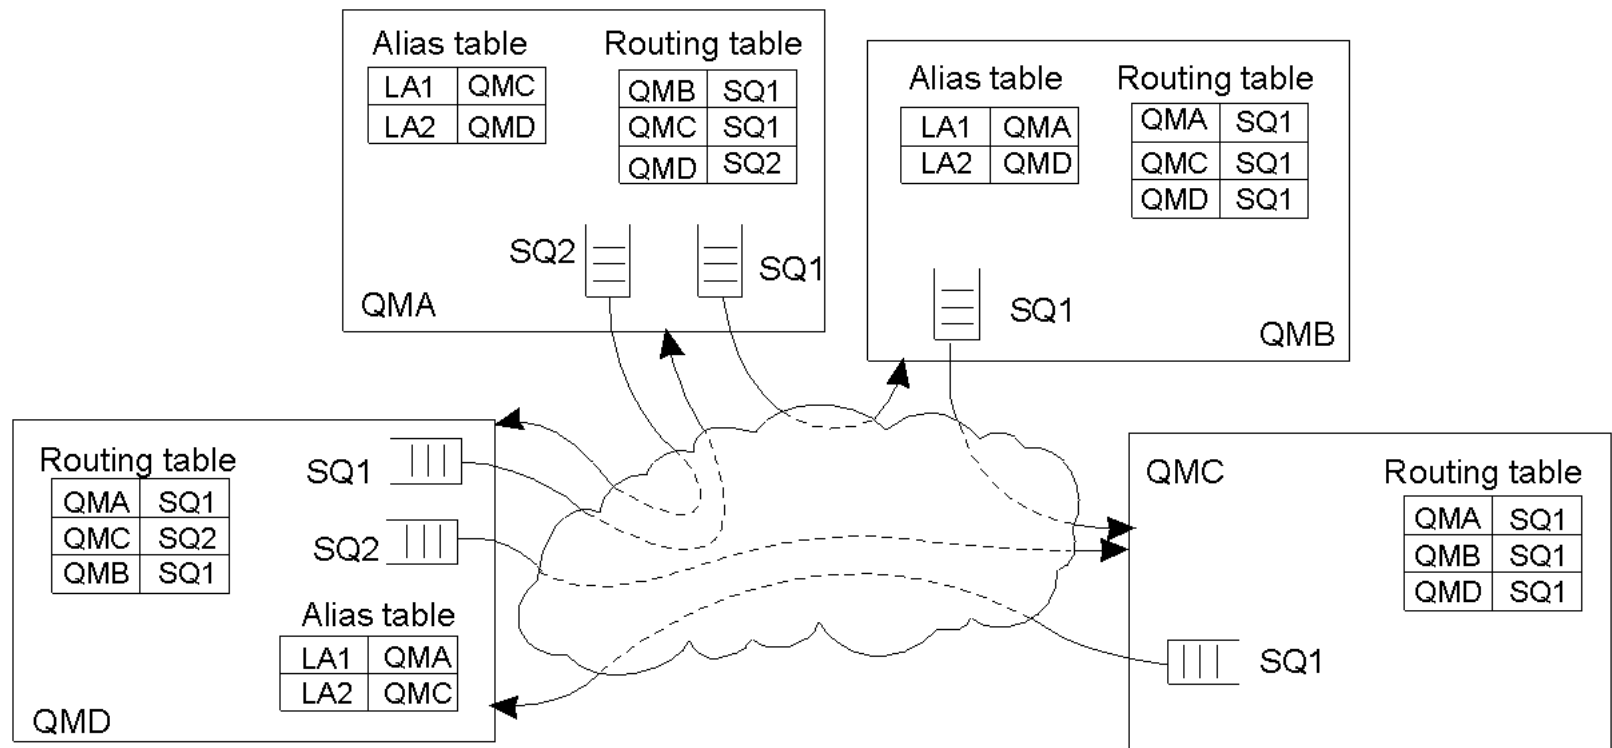 Alias table
LA1 QMC
LA2 QMD
Routing table
QMB SQ1
QMC SQ1
QMD SQ2
SQ2
SQ1
QMA
Alias table
LA1 QMA
LA2 QMD
Routing table
QMA SQ1
QMC SQ1
QMD SQ1
SQ1
QMB
Routing table
QMA SQ1
QMC SQ2
QMB SQ1
SQ1
SQ2
Alias table
LA1 QMA
LA2 QMC
QMD
QMC
Routing table
QMA SQ1
QMB SQ1
QMD SQ1
SQ1